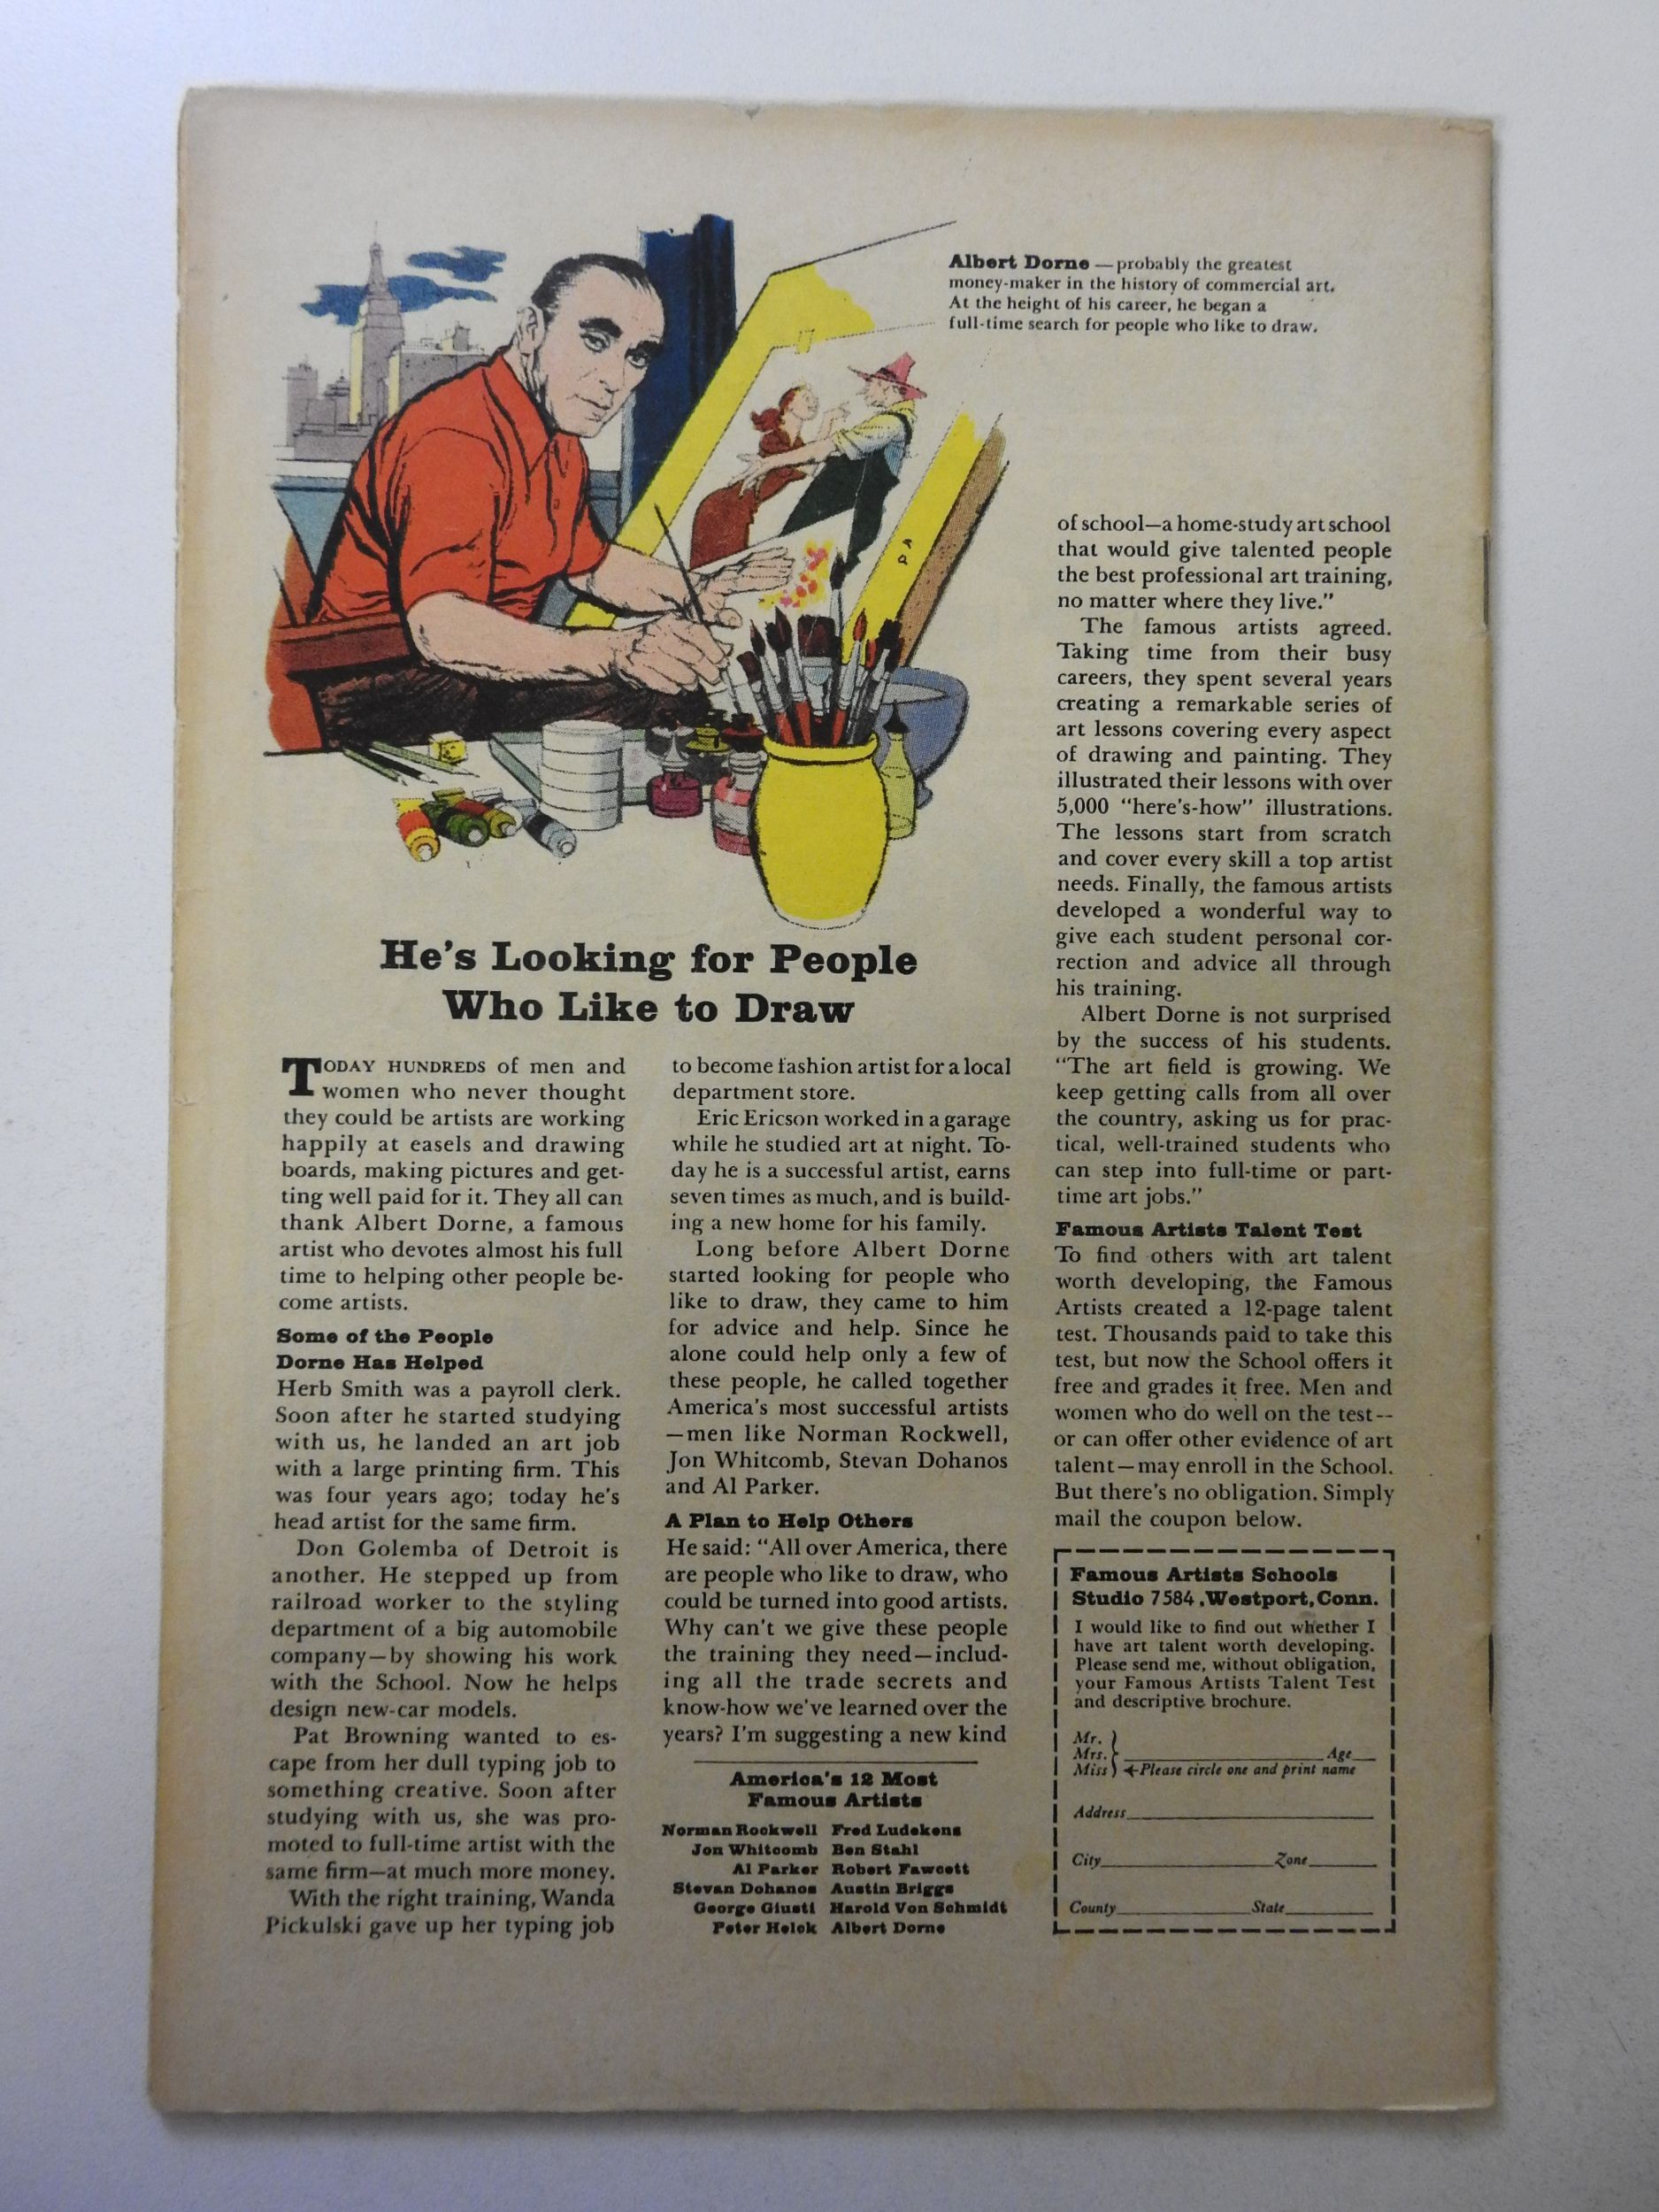 Albert Dorne — probably the greatest
money-maker in the history of commercial art.
At the height of his career, he began a
full-time search for people who like to draw.
He's Looking for People
Who Like to Draw
TODAY HUNDREDS of men and
women who never thought
they could be artists are working
happily at easels and drawing
boards, making pictures and get-
ting well paid for it. They all can
thank Albert Dorne, a famous
artist who devotes almost his full
time to helping other people be-
come artists.
Some of the People
Dorne Has Helped
Herb Smith was a payroll clerk.
Soon after he started studying
with us, he landed an art job
with a large printing firm. This
was four years ago; today he's
head artist for the same firm.
Don Golemba of Detroit is
another. He stepped up from
railroad worker to the styling
department of a big automobile
company—by showing his work
with the School. Now he helps
design new-car models.
Pat Browning wanted to es-
cape from her dull typing job to
something creative. Soon after
studying with us, she was pro-
moted to full-time artist with the
same firm—at much more money.
With the right training, Wanda
Pickulski gave up her typing job
to become fashion artist for a local
department store.
Eric Ericson worked in a garage
while he studied art at night. To-
day he is a successful artist, earns
seven times as much, and is build-
ing a new home for his family.
Long before Albert Dorne
started looking for people who
like to draw, they came to him
for advice and help. Since he
alone could help only a few of
these people, he called together
America's most successful artists
—men like Norman Rockwell,
Jon Whitcomb, Stevan Dohanos
and Al Parker.
A Plan to Help Others
He said: "All over America, there
are people who like to draw, who
could be turned into good artists.
Why can't we give these people
the training they need—includ-
ing all the trade secrets and
know-how we've learned over the
years? I'm suggesting a new kind
America's 12 Most
Famous Artists
Norman Rockwell Fred Ludekens
Jon Whitcomb Ben Stahl
Al Parker Robert Fawcett
Stevan Dohanos Austin Briggs
George Giusti Harold Von Schmidt
Peter Helck Albert Dorne
of school—a home-study art school
that would give talented people
the best professional art training,
no matter where they live."
The famous artists agreed.
Taking time from their busy
careers, they spent several years
creating a remarkable series of
art lessons covering every aspect
of drawing and painting. They
illustrated their lessons with over
5,000 "here's-how" illustrations.
The lessons start from scratch
and cover every skill a top artist
needs. Finally, the famous artists
developed a wonderful way to
give each student personal cor-
rection and advice all through
his training.
Albert Dorne is not surprised
by the success of his students.
"The art field is growing. We
keep getting calls from all over
the country, asking us for prac-
tical, well-trained students who
can step into full-time or part-
time art jobs."
Famous Artists Talent Test
To find others with art talent
worth developing, the Famous
Artists created a 12-page talent
test. Thousands paid to take this
test, but now the School offers it
free and grades it free. Men and
women who do well on the test--
or can offer other evidence of art
talent—may enroll in the School.
But there's no obligation. Simply
mail the coupon below.
Famous Artists Schools
Studio 7584, Westport, Conn.
I would like to find out whether I
have art talent worth developing.
Please send me, without obligation,
your Famous Artists Talent Test
and descriptive brochure.
Mr.
Mrs. Age
Miss Please circle one and print name
Address
City Zone
County State